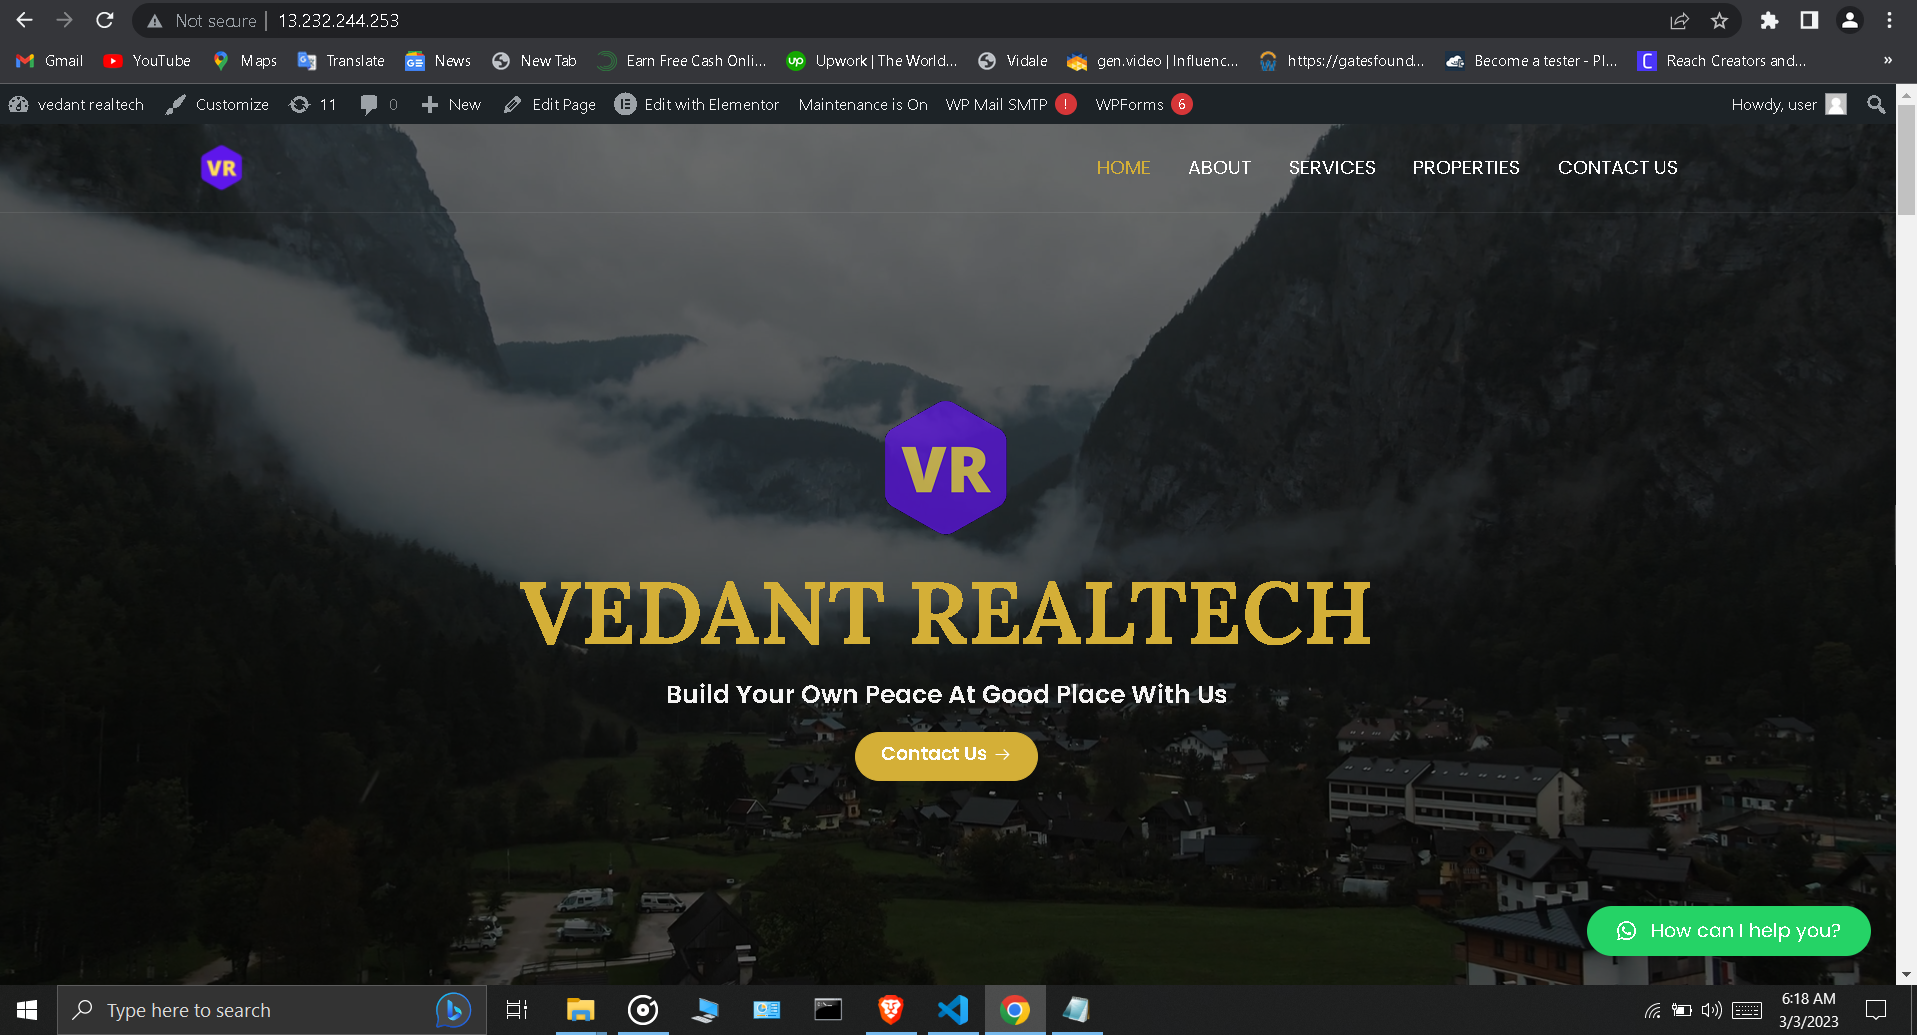 Not secure | 13.232.244.253
Gmail YouTube Maps Translate News New Tab Earn Free Cash Onli... Upwork | The World... Vidale gen.video | Influenc... https://gatesfound... Become a tester - Pl... Reach Creators and... »
vedant realtech Customize 11 0 New Edit Page Edit with Elementor Maintenance is On WP Mail SMTP ! WPForms 6 Howdy, user
VR HOME ABOUT SERVICES PROPERTIES CONTACT US
VR
VEDANT REALTECH
Build Your Own Peace At Good Place With Us
Contact Us →
How can I help you?
Type here to search
6:18 AM
3/3/2023